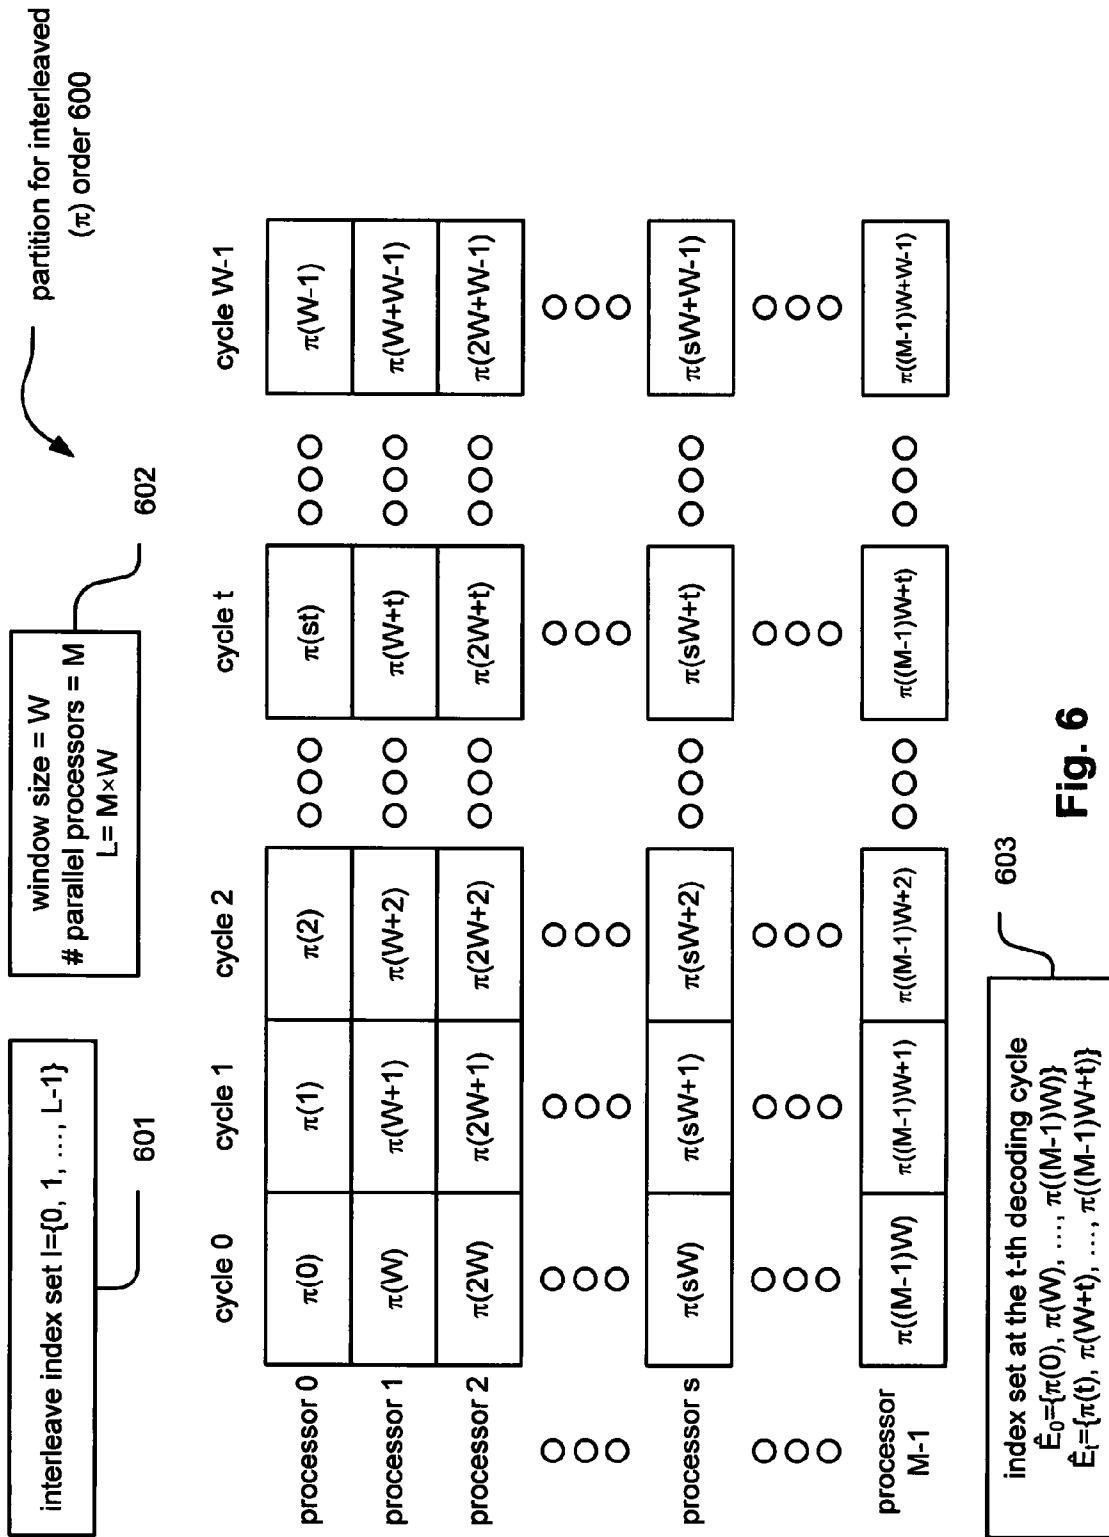 partition for interleaved
(π) order 600
interleave index set I={0, 1, ..., L-1}
601
window size = W
# parallel processors = M
L= M×W
602
cycle 0 cycle 1 cycle 2 cycle t cycle W-1
processor 0 π(0) π(1) π(2) π(st) π(W-1)
processor 1 π(W) π(W+1) π(W+2) π(W+t) π(W+W-1)
processor 2 π(2W) π(2W+1) π(2W+2) π(2W+t) π(2W+W-1)
processor s π(sW) π(sW+1) π(sW+2) π(sW+t) π(sW+W-1)
processor
M-1 π((M-1)W) π((M-1)W+1) π((M-1)W+2) π((M-1)W+t) π((M-1)W+W-1)
index set at the t-th decoding cycle
Ê₀={π(0), π(W), ..., π((M-1)W)}
Êₜ={π(t), π(W+t), ..., π((M-1)W+t)}
603
Fig. 6